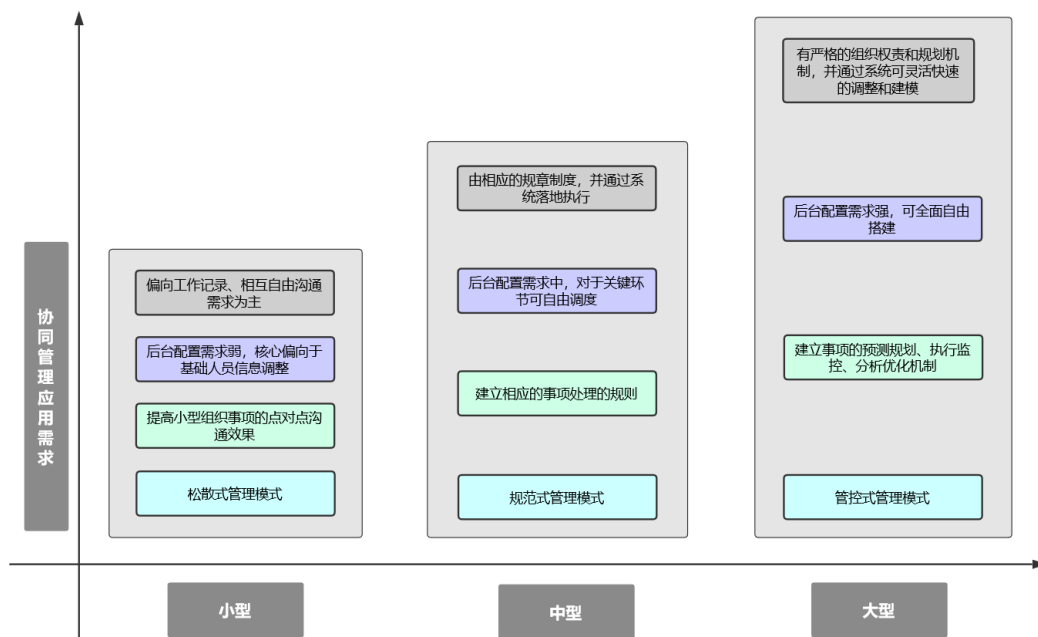 协同管理应用需求
偏向工作记录、相互自由沟通
需求为主
后台配置需求弱，核心偏向于
基础人员信息调整
提高小型组织事项的点对点沟
通效果
松散式管理模式
由相应的规章制度，并通过系
统落地执行
后台配置需求中，对于关键环
节可自由调度
建立相应的事项处理的规则
规范式管理模式
有严格的组织权责和规划机
制，并通过系统可灵活快速
的调整和建模
后台配置需求强，可全面自由
搭建
建立事项的预测规划、执行监
控、分析优化机制
管控式管理模式
小型
中型
大型